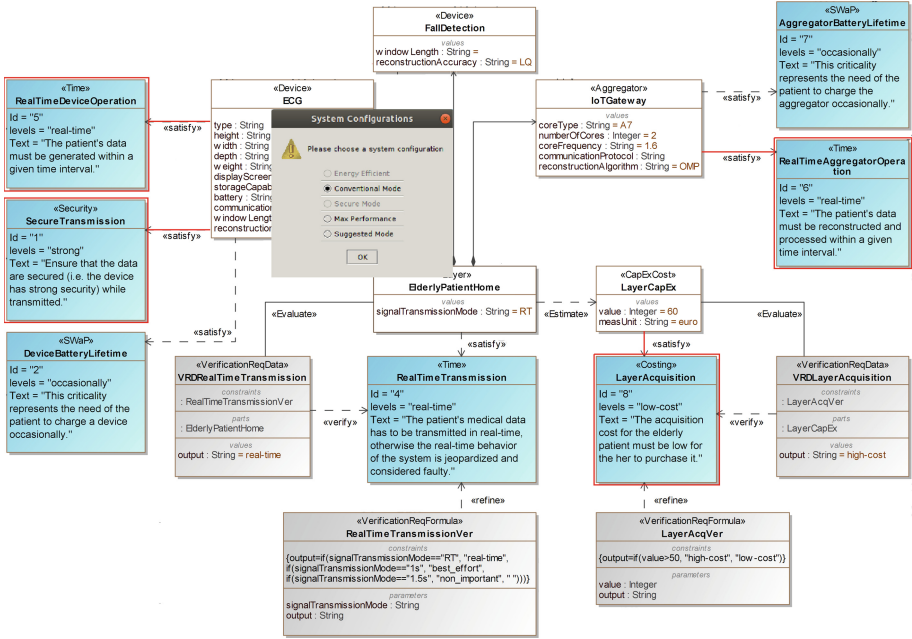 «Device»
FallDetection
values
window Length : String =
reconstructionAccuracy : String = LQ
«SWaP»
AggregatorBatteryLifetime
Id = "7"
levels = "occasionally"
Text = "This criticality
represents the need of the
patient to charge the
aggregator occasionally."
«satisfy»
«Time»
RealTimeDeviceOperation
Id = "5"
levels = "real-time"
Text = "The patient's data
must be generated within a
given time interval."
«satisfy»
«Device»
ECG
type : String
height : String
width : String
depth : String
weight : String
displayScreen
storageCapab
battery : String
communication
window Lengt
reconstruction
System Configurations
Please choose a system configuration
Energy Efficient
Conventional Mode
Secure Mode
Max Performance
Suggested Mode
OK
«Aggregator»
IoTGateway
values
coreType : String = A7
numberOfCores : Integer = 2
coreFrequency : String = 1.6
communicationProtocol : String
reconstructionAlgorithm : String = OMP
«satisfy»
«Time»
RealTimeAggregatorOpera
tion
Id = "6"
levels = "real-time"
Text = "The patient's data
must be reconstructed and
processed within a given
time interval."
«Security»
SecureTransmission
Id = "1"
levels = "strong"
Text = "Ensure that the data
are secured (i.e. the device
has strong security) while
transmitted."
«satisfy»
«SWaP»
DeviceBatteryLifetime
Id = "2"
levels = "occasionally"
Text = "This criticality
represents the need of the
patient to charge a device
occasionally."
«satisfy»
ayer»
ElderlyPatientHome
values
signalTransmissionMode : String = RT
«Evaluate»
«Estimate»
«CapExCost»
LayerCapEx
values
value : Integer = 60
measUnit : String = euro
«Evaluate»
«satisfy»
«satisfy»
«VerificationReqData»
VRDRealTimeTransmission
constraints
: RealTimeTransmissionVer
parts
: ElderlyPatientHome
values
output : String = real-time
«verify»
«Time»
RealTimeTransmission
Id = "4"
levels = "real-time"
Text = "The patient's medical data
has to be transmitted in real-time,
otherwise the real-time behavior
of the system is jeopardized and
considered faulty."
«Costing»
LayerAcquisition
Id = "8"
levels = "low-cost"
Text = "The acquisition
cost for the elderly
patient must be low for
the her to purchase it."
«verify»
«VerificationReqData»
VRDLayerAcquisition
constraints
: LayerAcqVer
parts
: LayerCapEx
values
output : String = high-cost
«refine»
«refine»
«VerificationReqFormula»
RealTimeTransmissionVer
constraints
{output=if(signalTransmissionMode=="RT", "real-time",
if(signalTransmissionMode=="1s", "best_effort",
if(signalTransmissionMode=="1.5s", "non_important", " ")))}
parameters
signalTransmissionMode : String
output : String
«VerificationReqFormula»
LayerAcqVer
constraints
{output=if(value>50, "high-cost", "low-cost")}
parameters
value : Integer
output : String